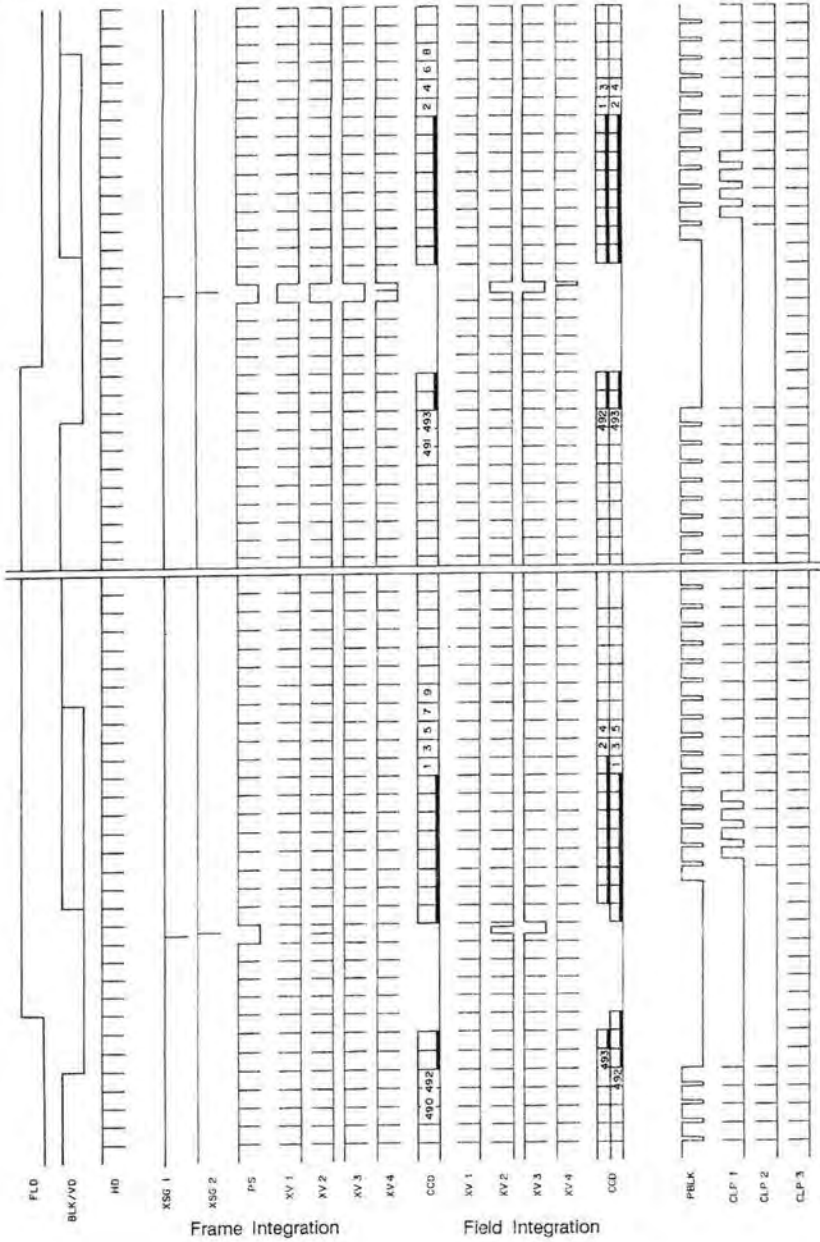 FLD
BLK/VD
HD
XSG 1
XSG 2
Frame Integration
PS
XV 1
XV 2
XV 3
XV 4
CCD 490 492 1 3 5 7 9 491 493 2 4 6 8
Field Integration
XV 1
XV 2
XV 3
XV 4
CCD
493 2 4 492 1 3
492 1 3 5 493 2 4
PBLK
CLP 1
CLP 2
CLP 3